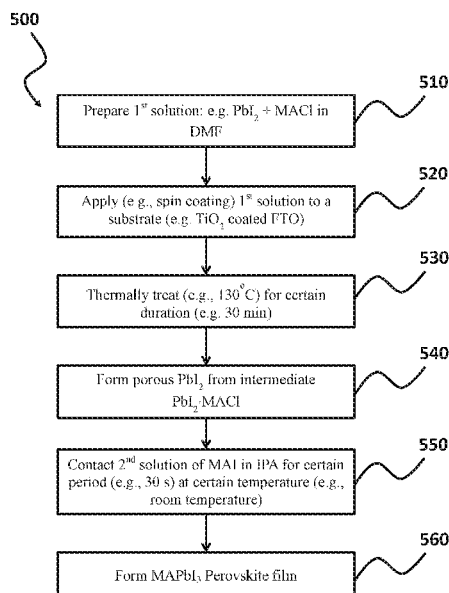 500
510
Prepare 1st solution: e.g. PbI2 + MACl in
DMF
520
Apply (e.g., spin coating) 1st solution to a
substrate (e.g. TiO2 coated FTO)
530
Thermally treat (e.g., 130°C) for certain
duration (e.g. 30 min)
540
Form porous PbI2 from intermediate
PbI2·MACl
550
Contact 2nd solution of MAI in IPA for certain
period (e.g., 30 s) at certain temperature (e.g.,
room temperature)
560
Form MAPbI3 Perovskite film